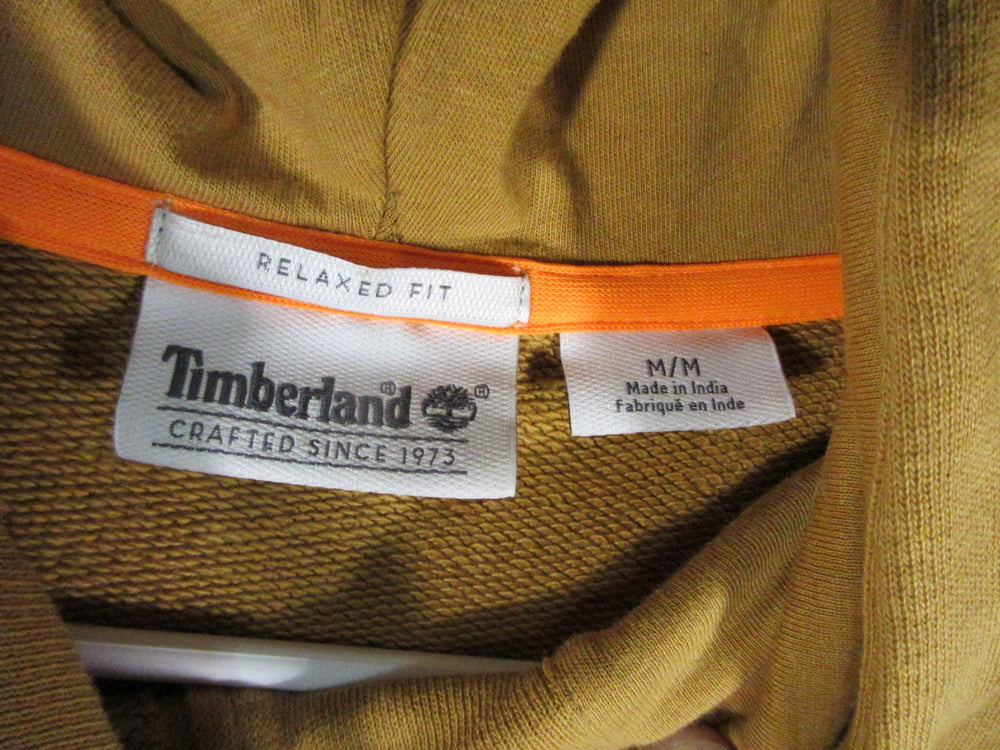 RELAXED FIT
Timberland®®
CRAFTED SINCE 1973
M/M
Made in India
Fabriqué en Inde